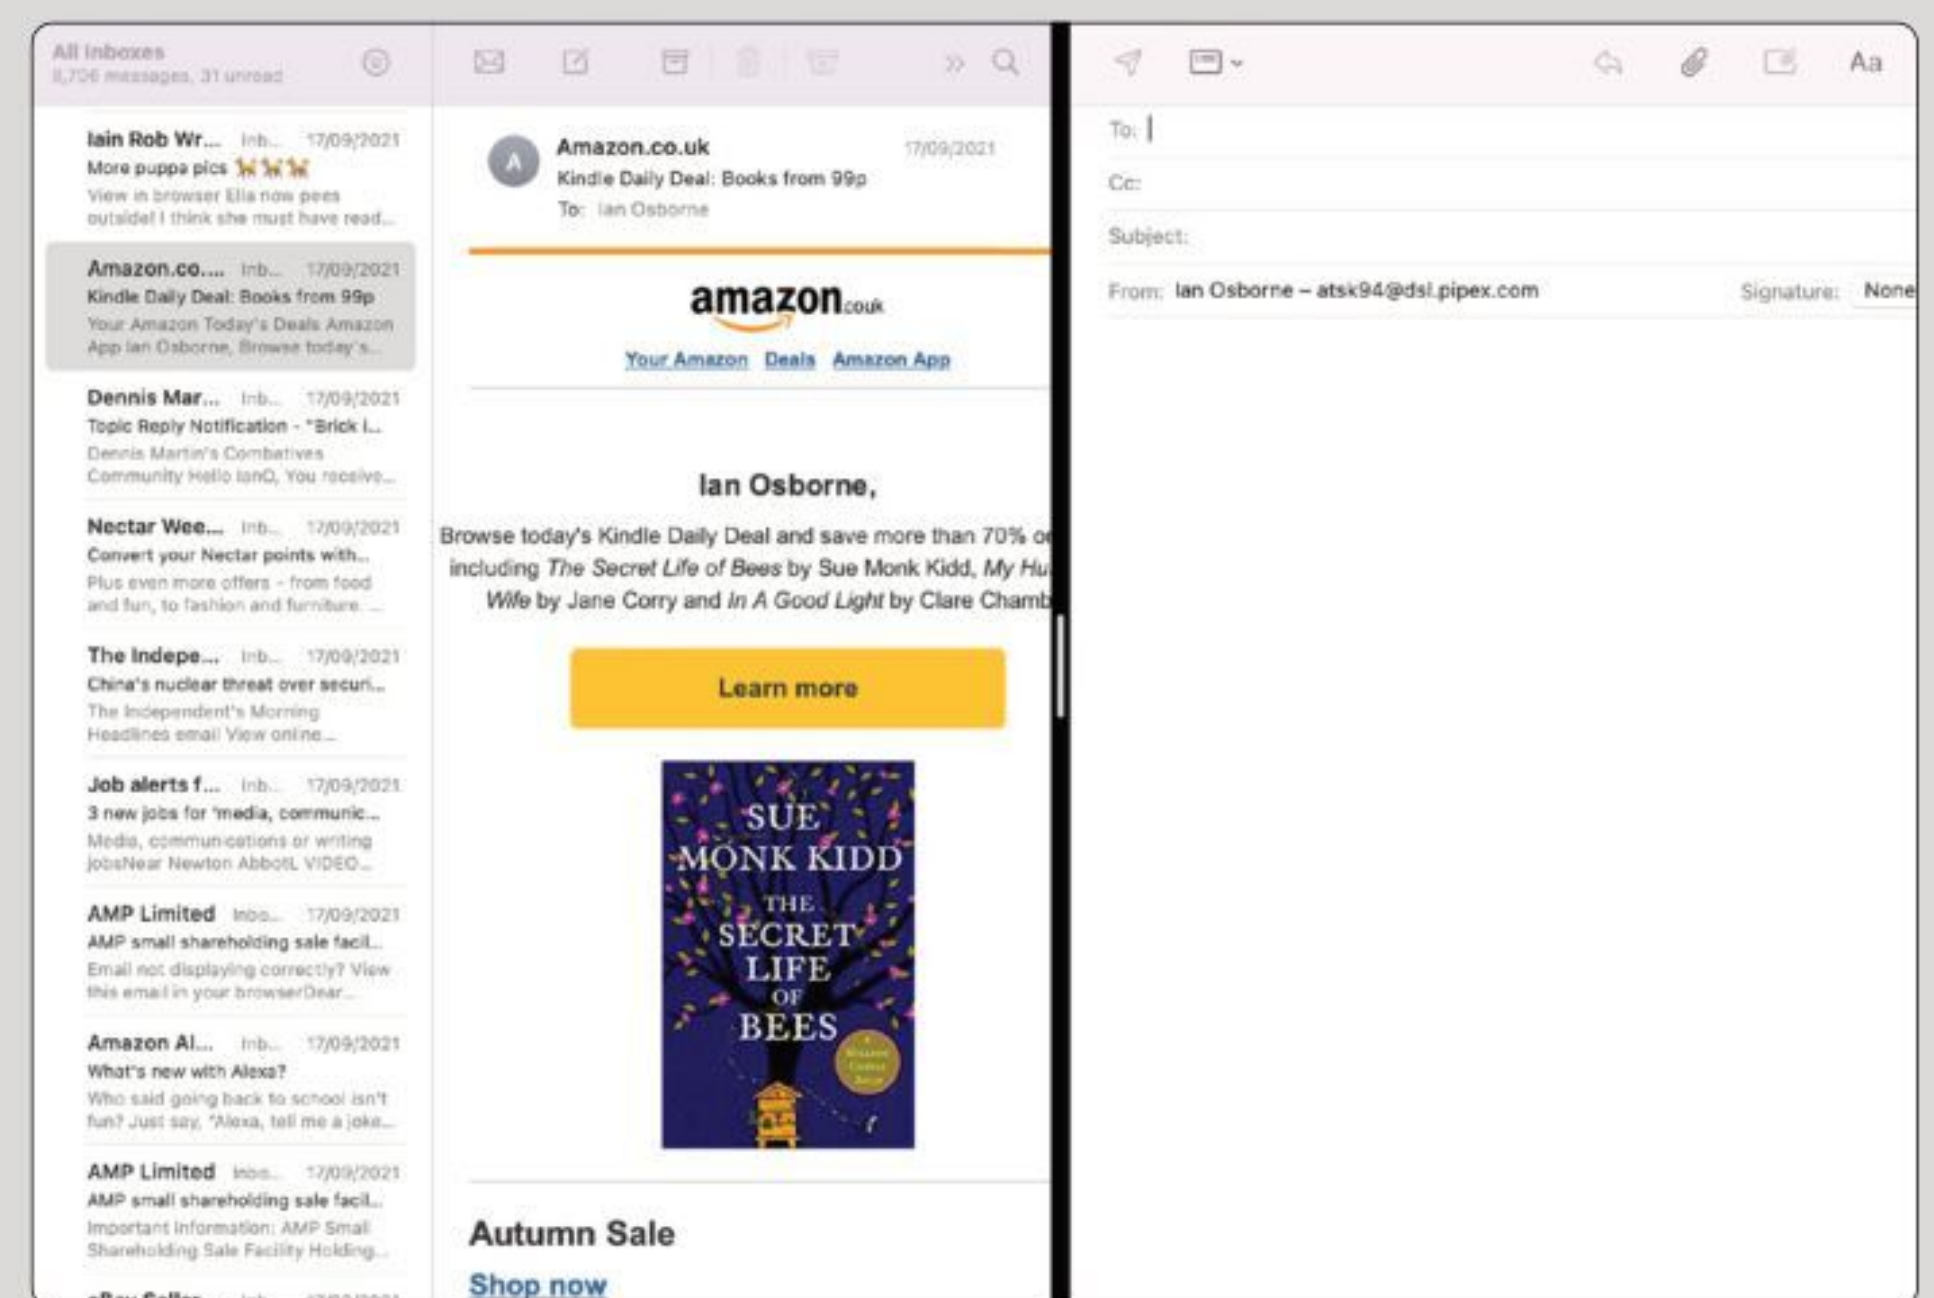 All Inboxes
8,706 messages, 31 unread
Iain Rob Wr... Inb... 17/09/2021
More puppa pics 🐕🐕🐕
View in browser Ella now pees
outside! I think she must have read...
Amazon.co.... Inb... 17/09/2021
Kindle Daily Deal: Books from 99p
Your Amazon Today's Deals Amazon
App Ian Osborne, Browse today's...
Dennis Mar... Inb... 17/09/2021
Topic Reply Notification - "Brick i...
Dennis Martin's Combatives
Community Hello IanO, You receive...
Nectar Wee... Inb... 17/09/2021
Convert your Nectar points with...
Plus even more offers - from food
and fun, to fashion and furniture. ...
The Indepe... Inb... 17/09/2021
China's nuclear threat over securi...
The Independent's Morning
Headlines email View online...
Job alerts f... Inb... 17/09/2021
3 new jobs for 'media, communic...
Media, communications or writing
jobsNear Newton AbbotL VIDEO...
AMP Limited Inbo... 17/09/2021
AMP small shareholding sale facil...
Email not displaying correctly? View
this email in your browserDear...
Amazon Al... Inb... 17/09/2021
What's new with Alexa?
Who said going back to school isn't
fun? Just say, "Alexa, tell me a joke...
AMP Limited Inbo... 17/09/2021
AMP small shareholding sale facil...
Important Information: AMP Small
Shareholding Sale Facility Holding...
eBay Seller
A
Amazon.co.uk 17/09/2021
Kindle Daily Deal: Books from 99p
To: Ian Osborne
amazon.co.uk
Your Amazon Deals Amazon App
Ian Osborne,
Browse today's Kindle Daily Deal and save more than 70% o
including The Secret Life of Bees by Sue Monk Kidd, My Hu
Wife by Jane Corry and In A Good Light by Clare Chamb
Learn more
SUE
MONK KIDD
THE
SECRET
LIFE
OF
BEES
Autumn Sale
Shop now
Aa
To:
Cc:
Subject:
From: Ian Osborne – atsk94@dsl.pipex.com Signature: None